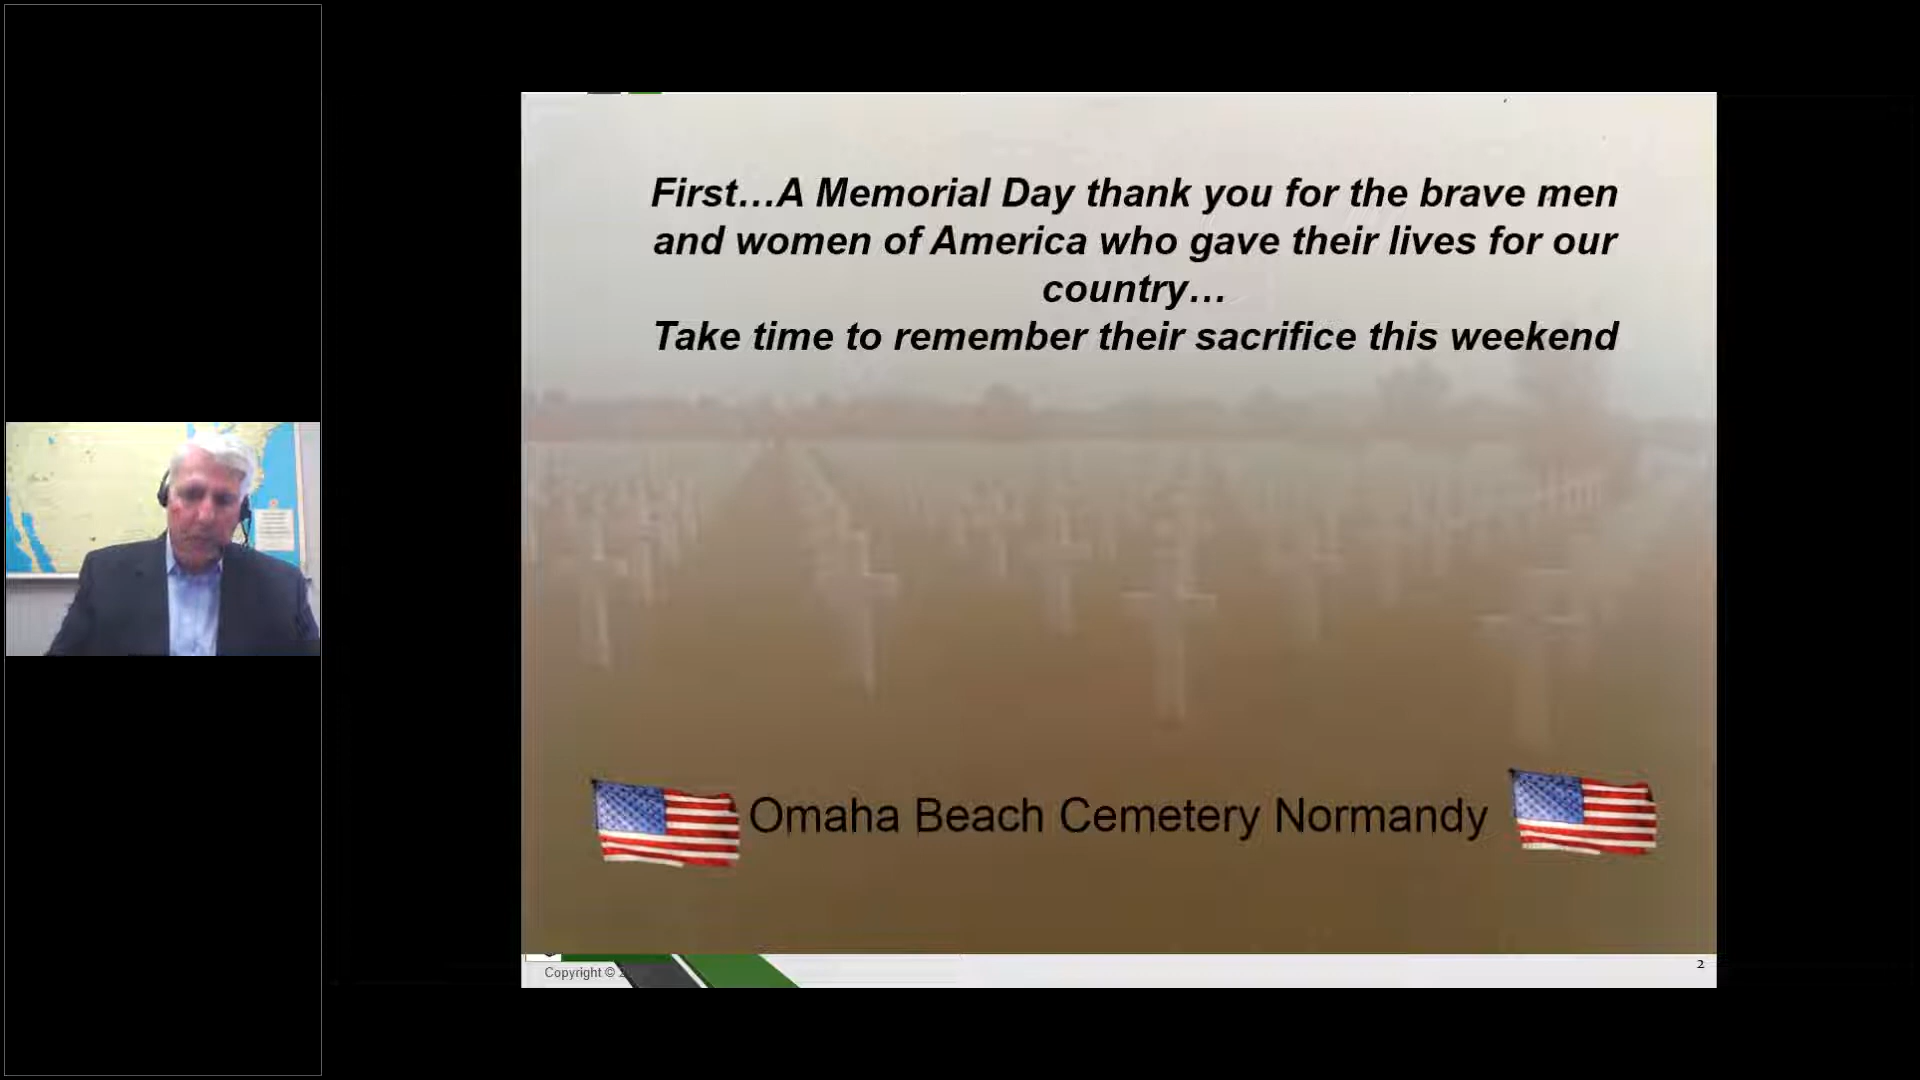 First…A Memorial Day thank you for the brave men
and women of America who gave their lives for our
country…
Take time to remember their sacrifice this weekend
Omaha Beach Cemetery Normandy
Copyright ©
2